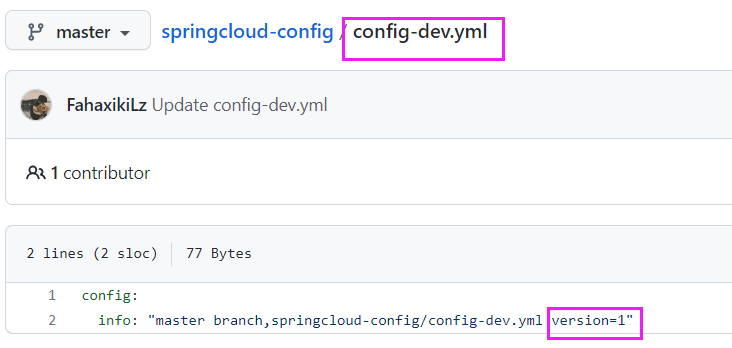 master springcloud-config / config-dev.yml
FahaxikiLz Update config-dev.yml
1 contributor
2 lines (2 sloc) 77 Bytes
1 config:
2 info: "master branch,springcloud-config/config-dev.yml version=1"